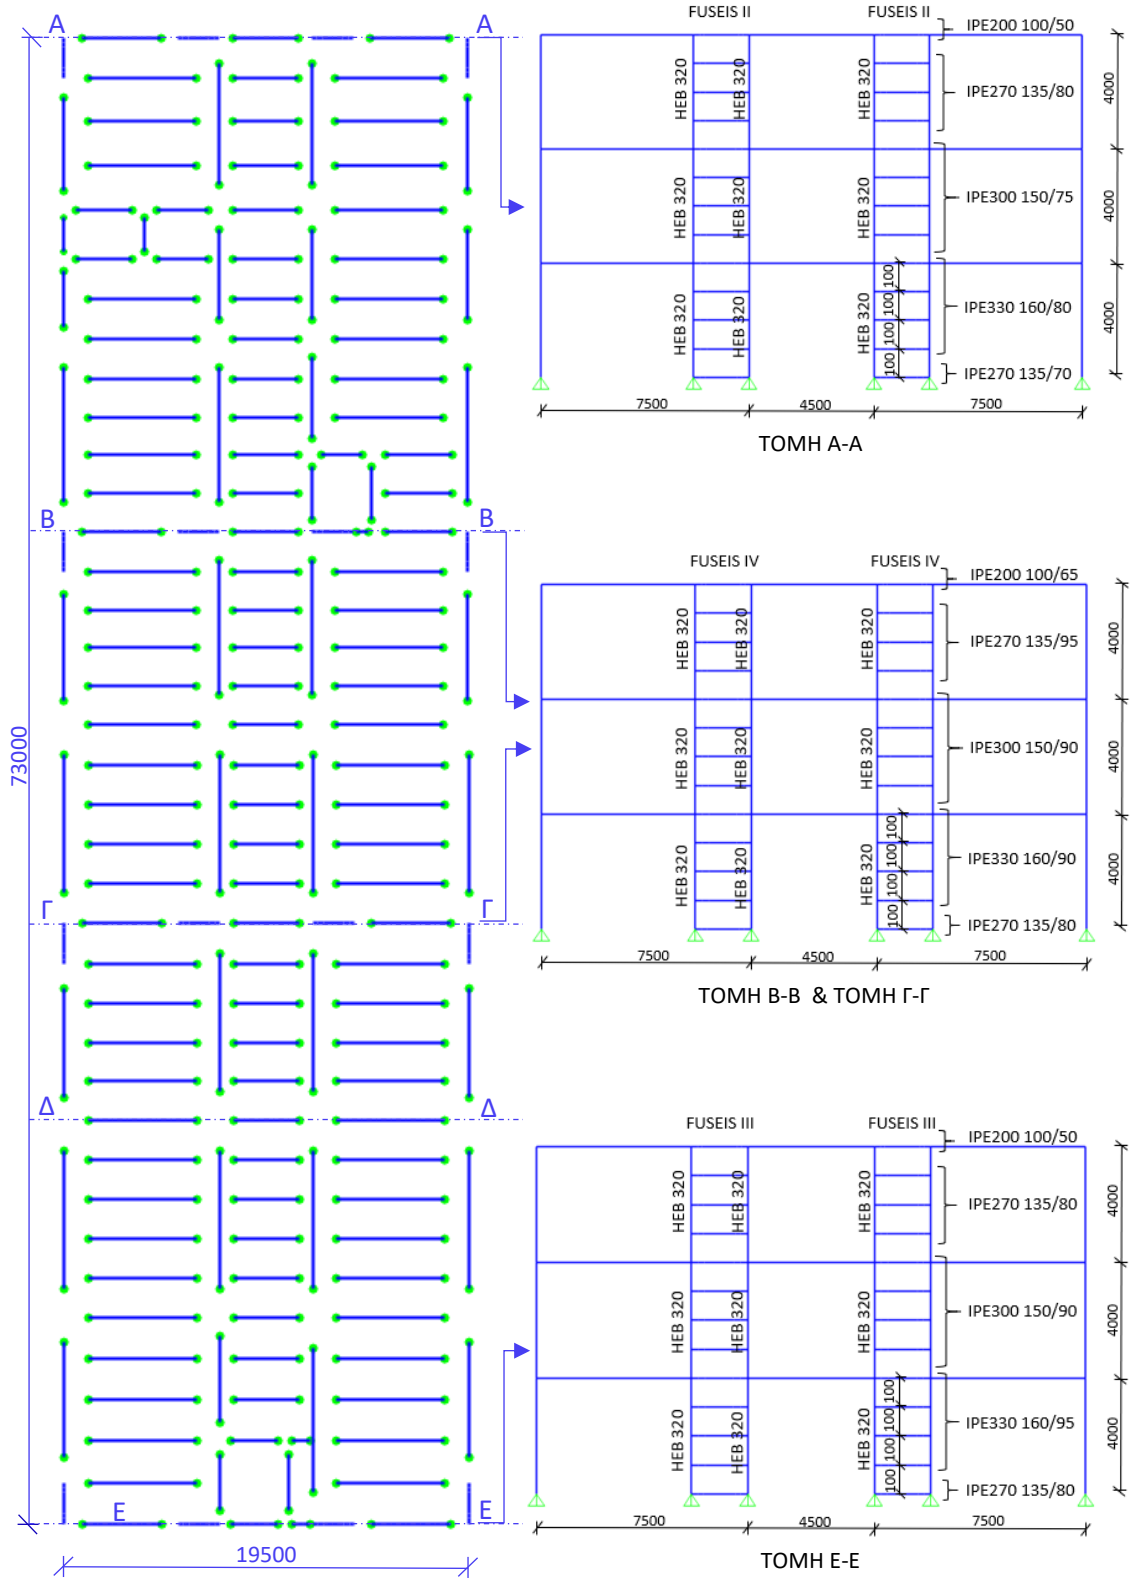 A
A
B
B
Γ
Γ
Δ
Δ
E
E
73000
19500
FUSEIS II
FUSEIS II
IPE200 100/50
HEB 320
HEB 320
HEB 320
IPE270 135/80
4000
HEB 320
HEB 320
HEB 320
IPE300 150/75
4000
HEB 320
HEB 320
HEB 320
100
100
100
100
IPE330 160/80
4000
IPE270 135/70
7500
4500
7500
ΤΟΜΗ Α-Α
FUSEIS IV
FUSEIS IV
IPE200 100/65
HEB 320
HEB 320
HEB 320
IPE270 135/95
4000
HEB 320
HEB 320
HEB 320
IPE300 150/90
4000
HEB 320
HEB 320
HEB 320
100
100
100
100
IPE330 160/90
4000
IPE270 135/80
7500
4500
7500
ΤΟΜΗ Β-Β & ΤΟΜΗ Γ-Γ
FUSEIS III
FUSEIS III
IPE200 100/50
HEB 320
HEB 320
HEB 320
IPE270 135/80
4000
HEB 320
HEB 320
HEB 320
IPE300 150/90
4000
HEB 320
HEB 320
HEB 320
100
100
100
100
IPE330 160/95
4000
IPE270 135/80
7500
4500
7500
ΤΟΜΗ Ε-Ε